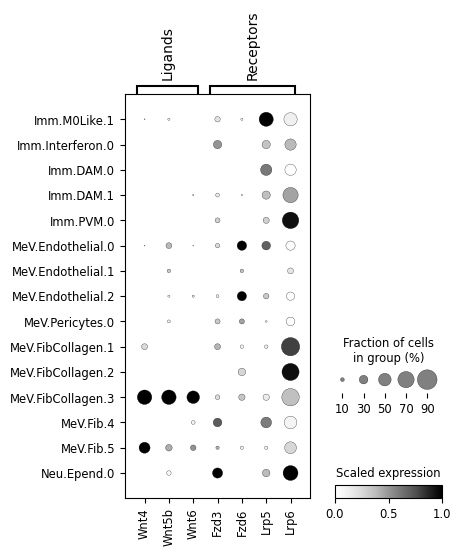 Ligands
Receptors
Imm.M0Like.1
Imm.Interferon.0
Imm.DAM.0
Imm.DAM.1
Imm.PVM.0
MeV.Endothelial.0
MeV.Endothelial.1
MeV.Endothelial.2
MeV.Pericytes.0
MeV.FibCollagen.1
MeV.FibCollagen.2
MeV.FibCollagen.3
MeV.Fib.4
MeV.Fib.5
Neu.Epend.0
Wnt4
Wnt5b
Wnt6
Fzd3
Fzd6
Lrp5
Lrp6
Fraction of cells
in group (%)
10 30 50 70 90
Scaled expression
0.0 0.5 1.0